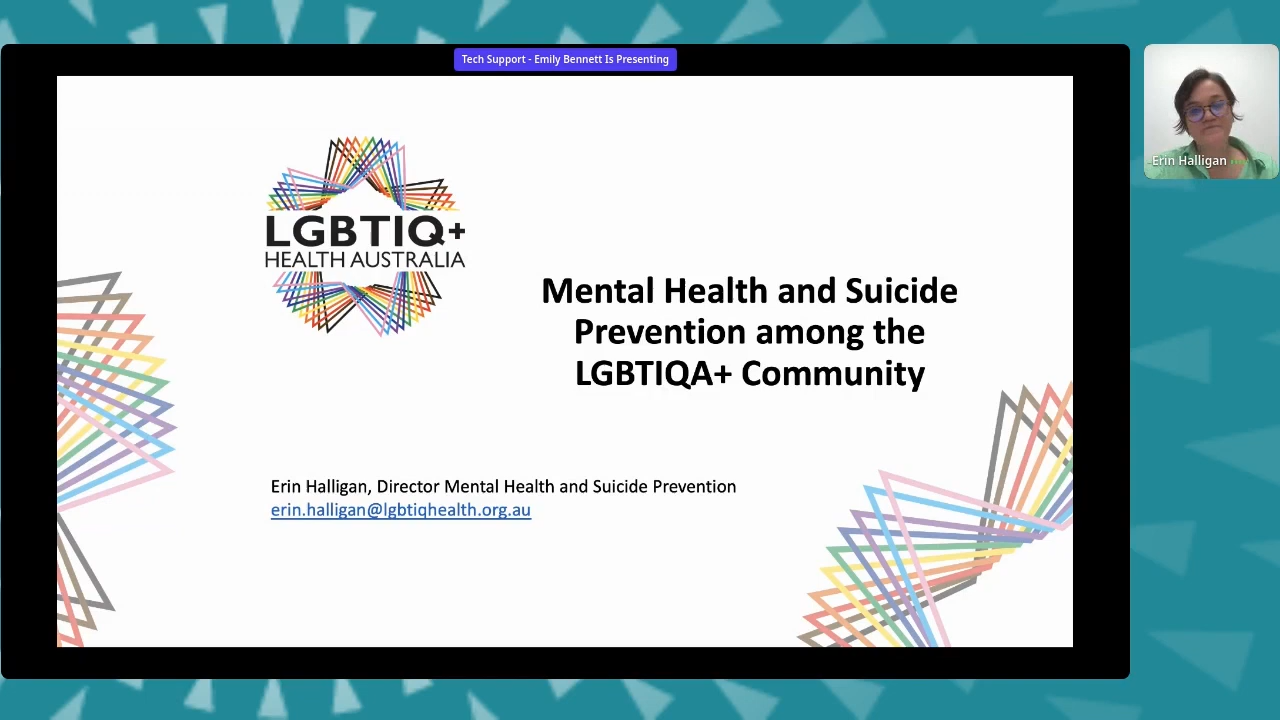 Tech Support - Emily Bennett Is Presenting
Erin Halligan
LGBTIQ+
HEALTH AUSTRALIA
Mental Health and Suicide
Prevention among the
LGBTIQA+ Community
Erin Halligan, Director Mental Health and Suicide Prevention
erin.halligan@lgbtiqhealth.org.au